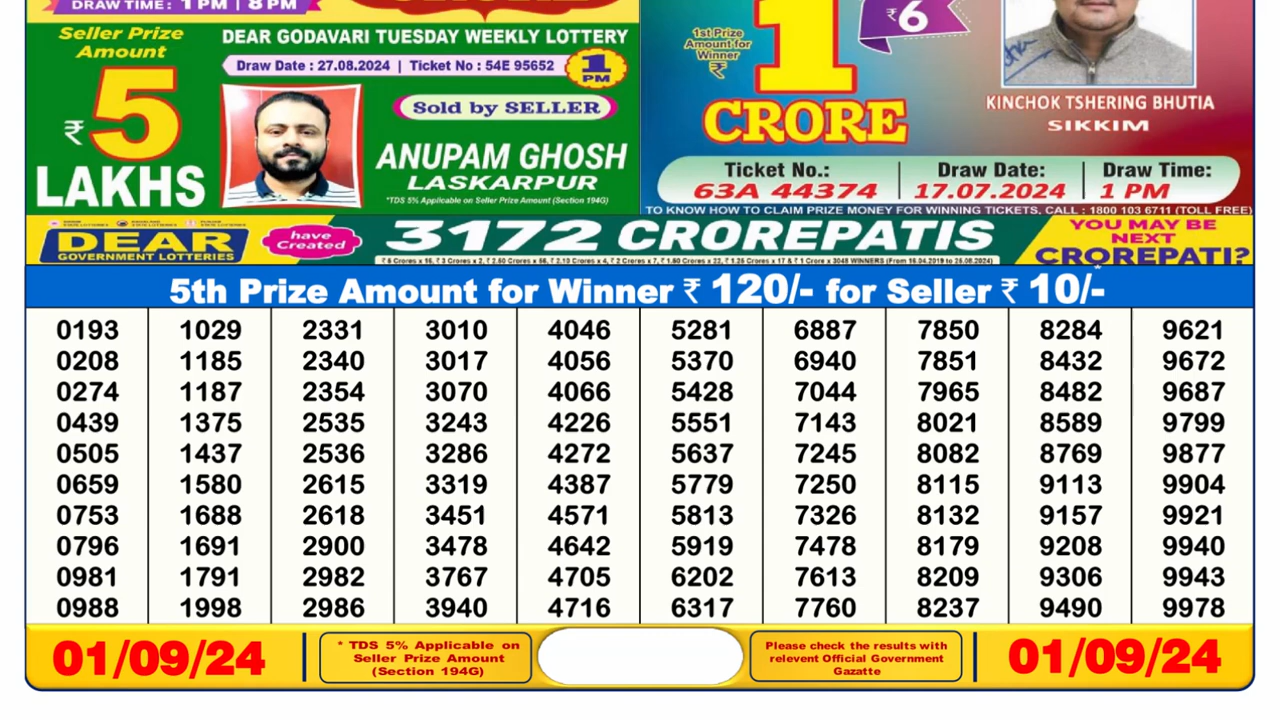 DRAW TIME : 1 PM | 8 PM
Seller Prize
Amount
₹5
LAKHS
DEAR GODAVARI TUESDAY WEEKLY LOTTERY
Draw Date : 27.08.2024 | Ticket No : 54E 95652
1
PM
Sold by SELLER
ANUPAM GHOSH
LASKARPUR
*TDS 5% Applicable on Seller Prize Amount (Section 194G)
₹6
1st Prize
Amount for
Winner
₹
1
CRORE
KINCHOK TSHERING BHUTIA
SIKKIM
Ticket No.: Draw Date: Draw Time:
63A 44374 17.07.2024 1 PM
TO KNOW HOW TO CLAIM PRIZE MONEY FOR WINNING TICKETS, CALL : 1800 103 6711 (TOLL FREE)
DEAR
GOVERNMENT LOTTERIES
have
Created
3172 CROREPATIS
YOU MAY BE
NEXT
CROREPATI?
5th Prize Amount for Winner ₹ 120/- for Seller ₹ 10/-*
0193 1029 2331 3010 4046 5281 6887 7850 8284 9621
0208 1185 2340 3017 4056 5370 6940 7851 8432 9672
0274 1187 2354 3070 4066 5428 7044 7965 8482 9687
0439 1375 2535 3243 4226 5551 7143 8021 8589 9799
0505 1437 2536 3286 4272 5637 7245 8082 8769 9877
0659 1580 2615 3319 4387 5779 7250 8115 9113 9904
0753 1688 2618 3451 4571 5813 7326 8132 9157 9921
0796 1691 2900 3478 4642 5919 7478 8179 9208 9940
0981 1791 2982 3767 4705 6202 7613 8209 9306 9943
0988 1998 2986 3940 4716 6317 7760 8237 9490 9978
01/09/24
* TDS 5% Applicable on
Seller Prize Amount
(Section 194G)
Please check the results with
relevent Official Government
Gazatte
01/09/24